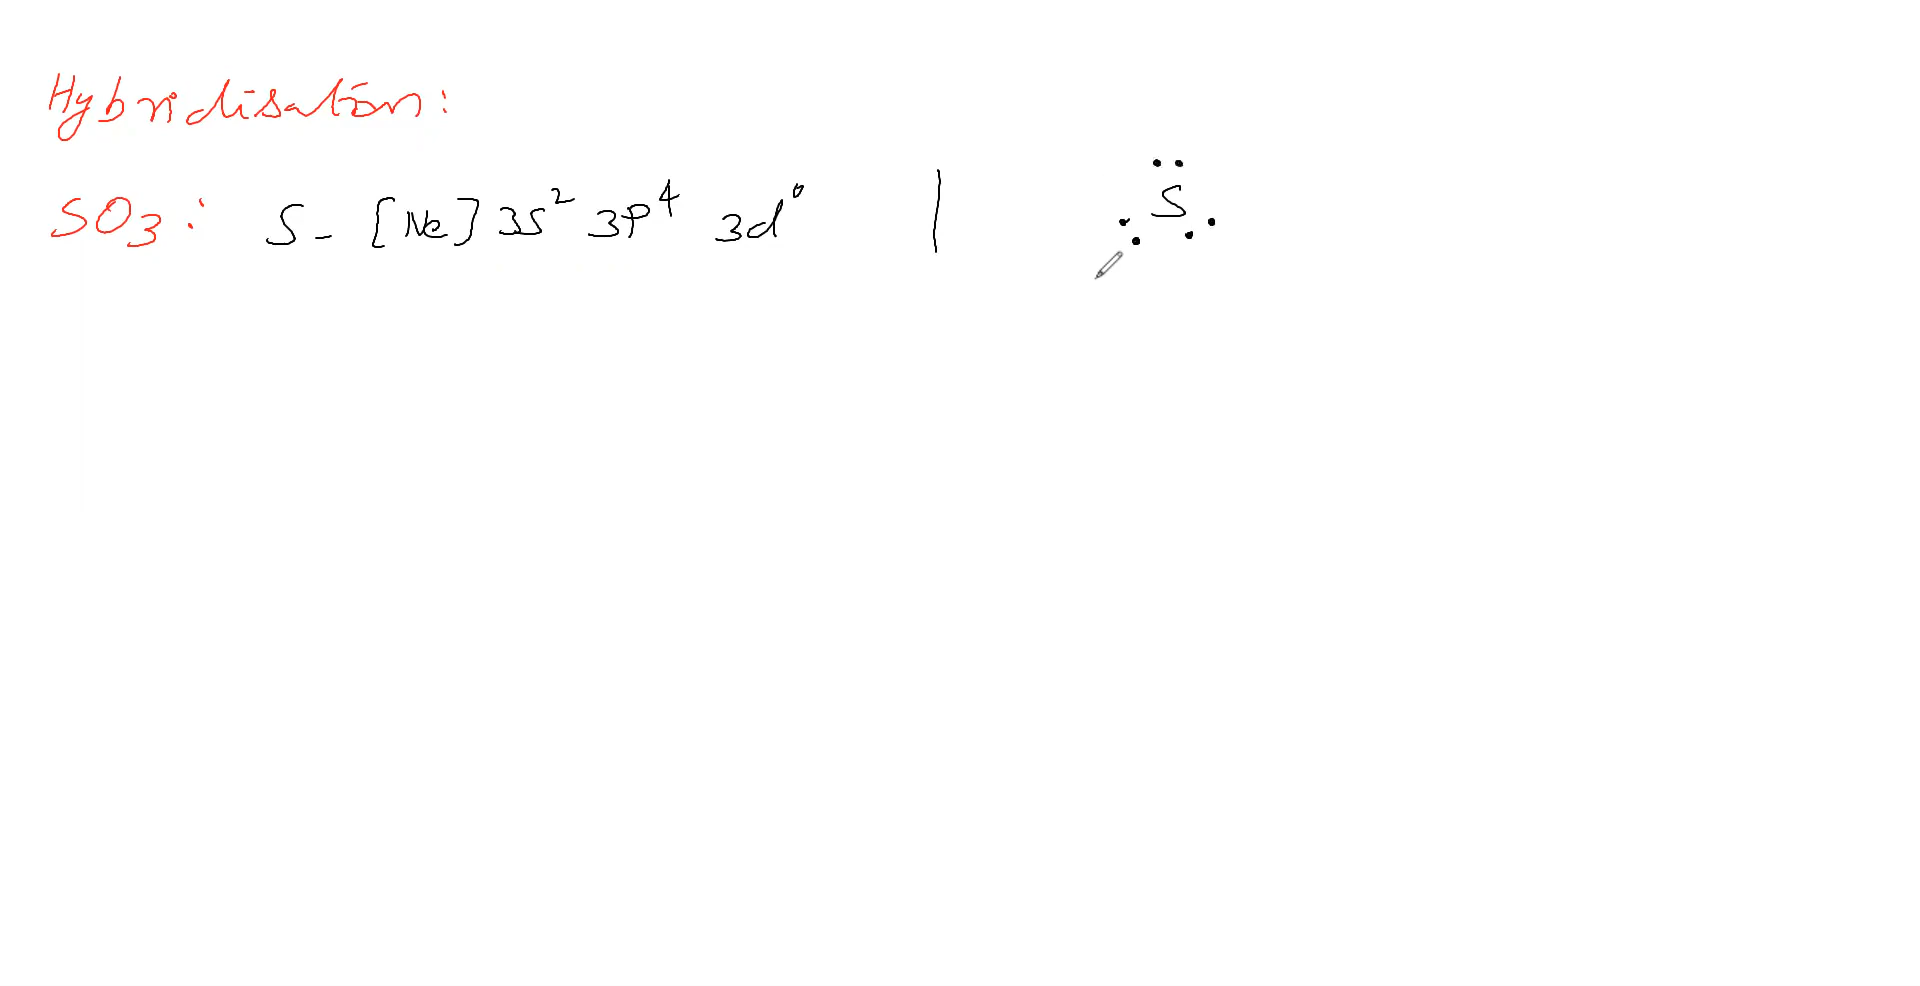 Hybridisation:
SO3: S - [Ne] 3s² 3p⁴ 3d⁰ | S